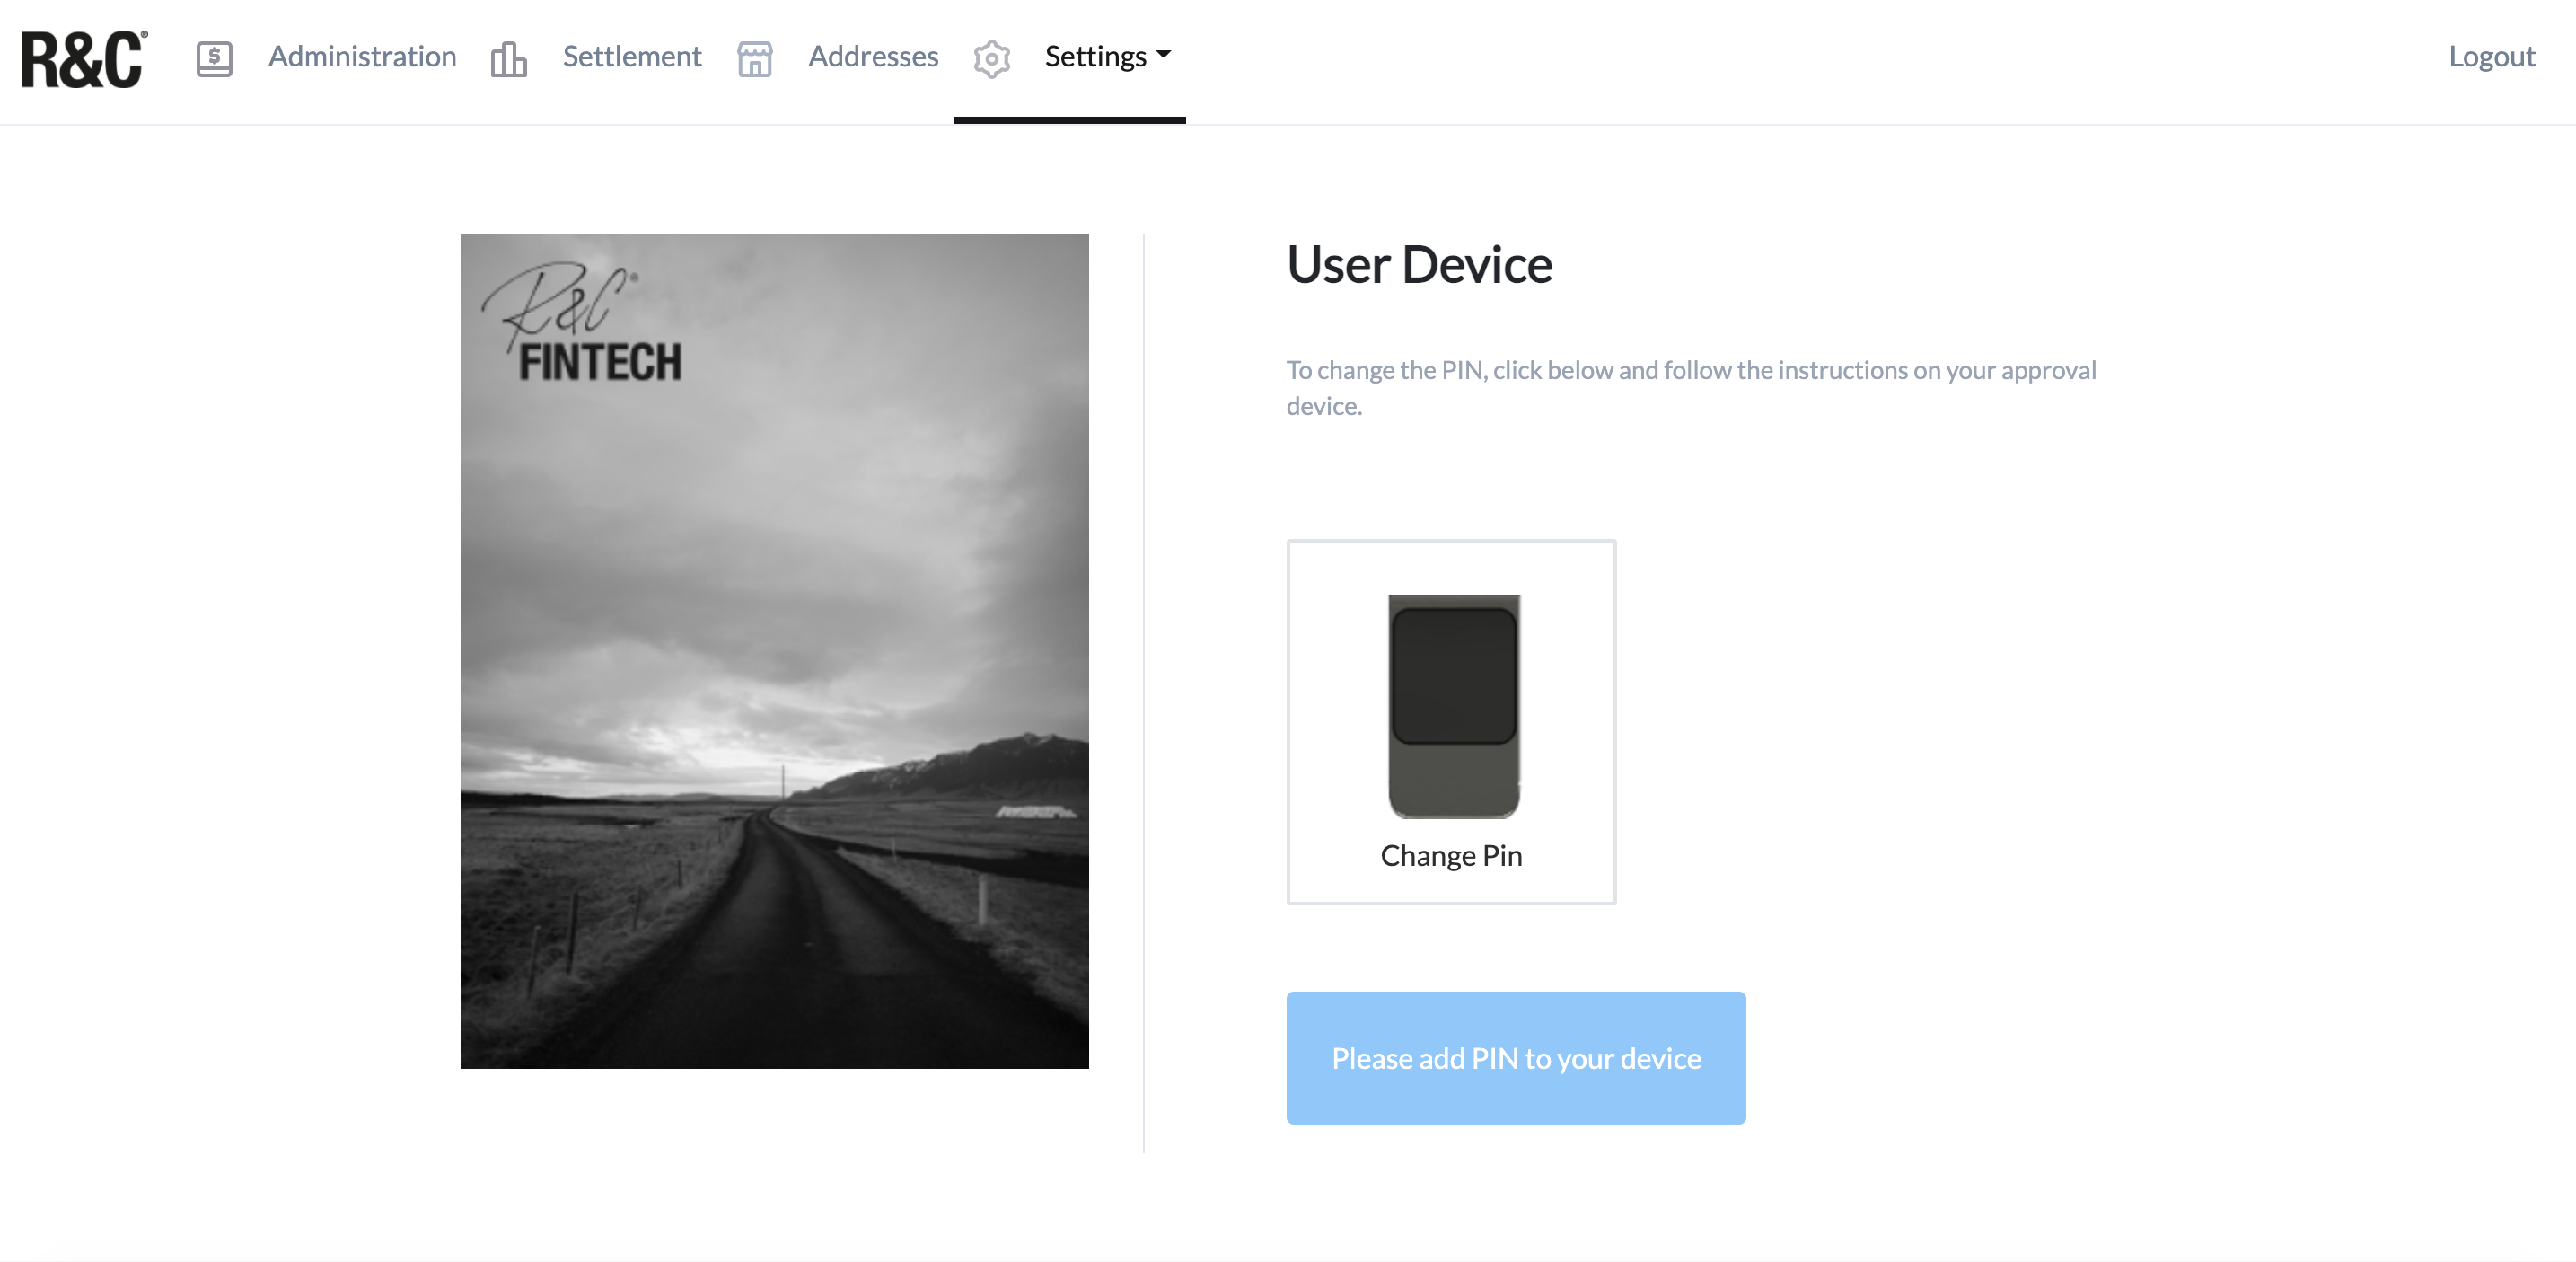 R&C®
Administration
Settlement
Addresses
Settings
Logout
R&C®
FINTECH
User Device
To change the PIN, click below and follow the instructions on your approval
device.
Change Pin
Please add PIN to your device